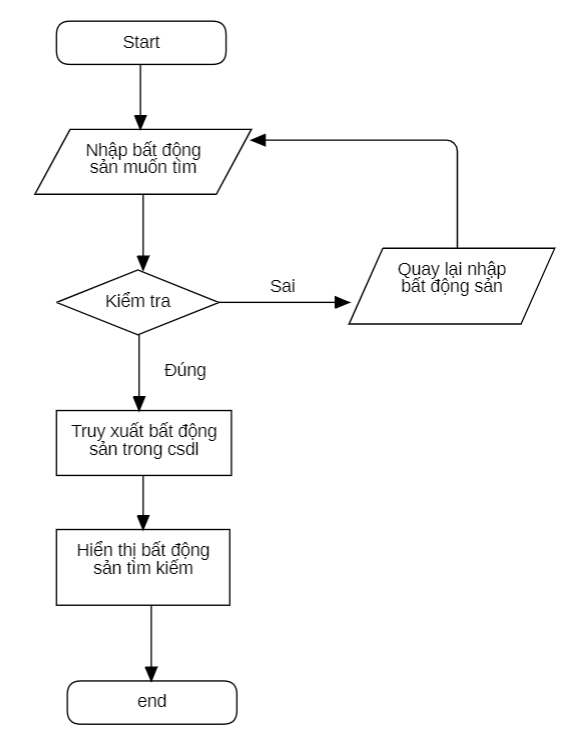 Start
Nhập bất động
sản muốn tìm
Kiểm tra
Sai
Quay lại nhập
bất động sản
Đúng
Truy xuất bất động
sản trong csdl
Hiển thị bất động
sản tìm kiếm
end